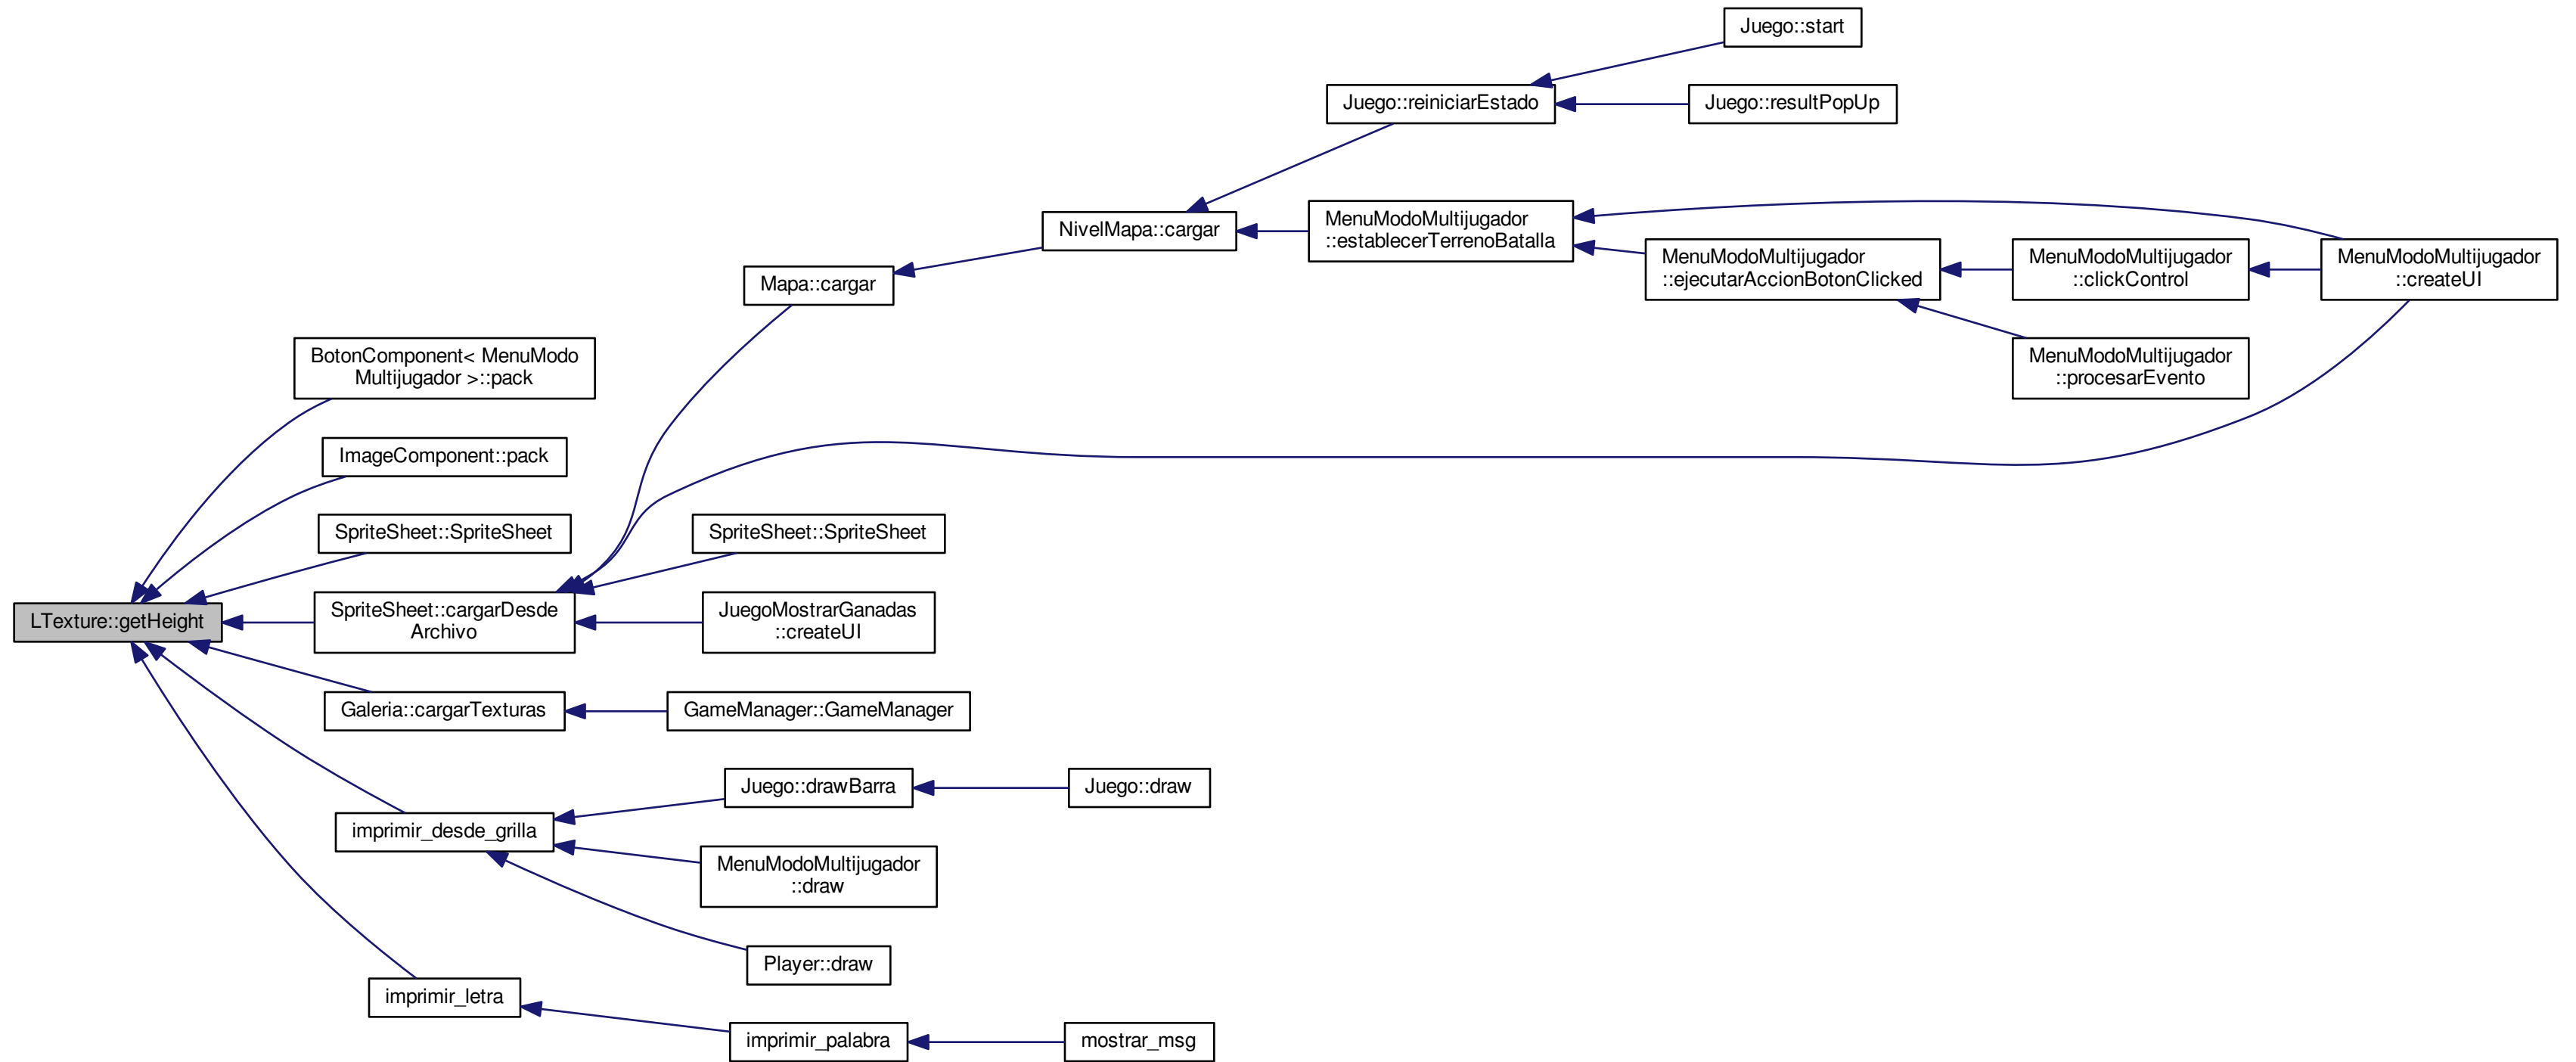 Juego::start
Juego::reiniciarEstado
Juego::resultPopUp
NivelMapa::cargar
MenuModoMultijugador
::establecerTerrenoBatalla
MenuModoMultijugador
::ejecutarAccionBotonClicked
MenuModoMultijugador
::clickControl
MenuModoMultijugador
::createUI
Mapa::cargar
MenuModoMultijugador
::procesarEvento
BotonComponent< MenuModo
Multijugador >::pack
ImageComponent::pack
SpriteSheet::SpriteSheet
SpriteSheet::SpriteSheet
LTexture::getHeight
SpriteSheet::cargarDesde
Archivo
JuegoMostrarGanadas
::createUI
Galeria::cargarTexturas
GameManager::GameManager
Juego::drawBarra
Juego::draw
imprimir_desde_grilla
MenuModoMultijugador
::draw
Player::draw
imprimir_letra
imprimir_palabra
mostrar_msg